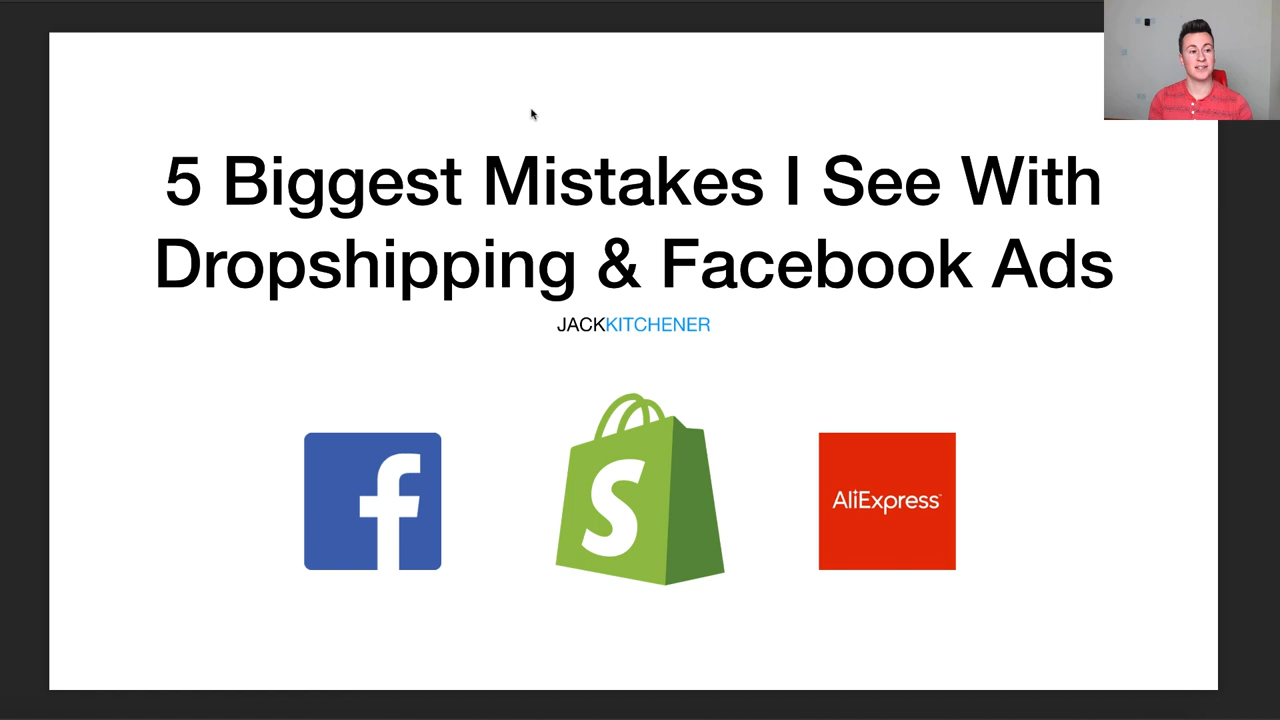 5 Biggest Mistakes I See With
Dropshipping & Facebook Ads
JACKKITCHENER
AliExpress